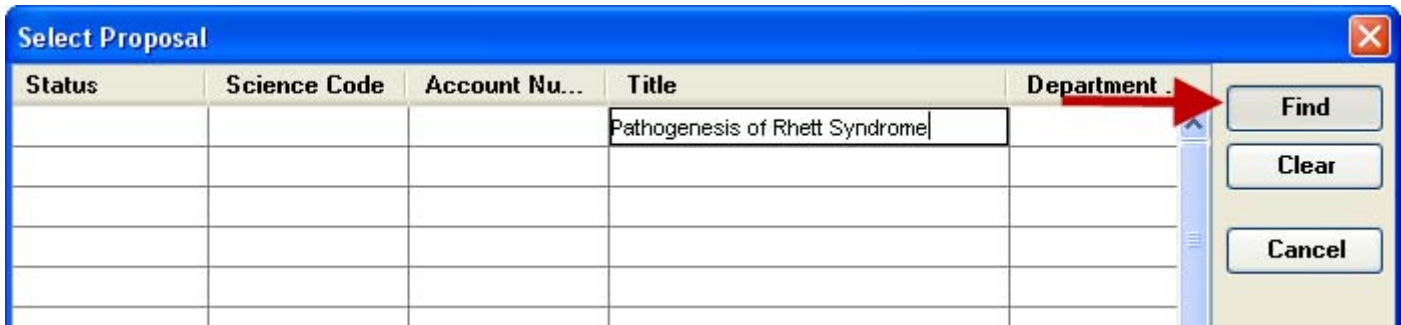 Select Proposal
Status Science Code Account Nu... Title Department .
Pathogenesis of Rhett Syndrome
Find
Clear
Cancel